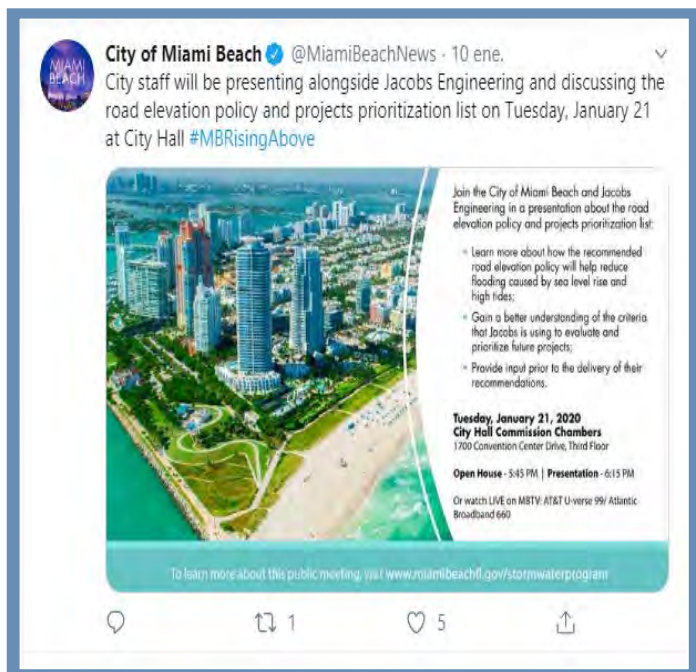 MIAMI
BEACH
City of Miami Beach @MiamiBeachNews · 10 ene.
City staff will be presenting alongside Jacobs Engineering and discussing the
road elevation policy and projects prioritization list on Tuesday, January 21
at City Hall #MBRisingAbove
Join the City of Miami Beach and Jacobs
Engineering in a presentation about the road
elevation policy and projects prioritization list:
• Learn more about how the recommended
road elevation policy will help reduce
flooding caused by sea level rise and
high tides;
• Gain a better understanding of the criteria
that Jacobs is using to evaluate and
prioritize future projects;
• Provide input prior to the delivery of their
recommendations.
Tuesday, January 21, 2020
City Hall Commission Chambers
1700 Convention Center Drive, Third Floor
Open House - 5:45 PM | Presentation - 6:15 PM
Or watch LIVE on MBTV: AT&T U-verse 99/ Atlantic
Broadband 660
To learn more about this public meeting, visit www.miamibeachfl.gov/stormwaterprogram
1
5